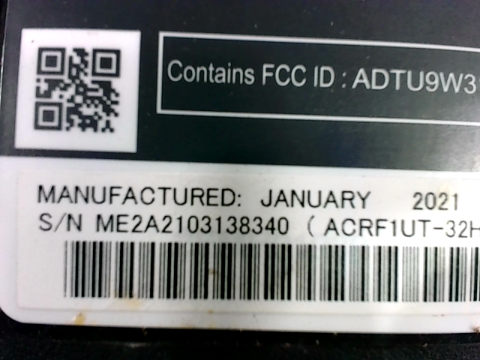 Contains FCC ID : ADTU9W3
MANUFACTURED: JANUARY 2021
S/N ME2A2103138340 ( ACRF1UT-32H